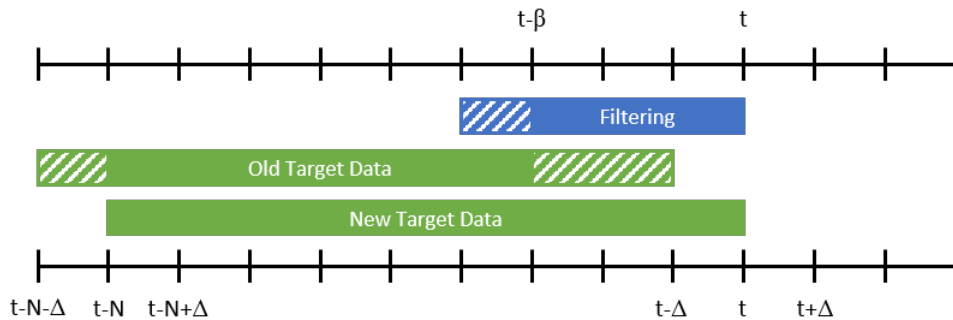 t-β t
Filtering
Old Target Data
New Target Data
t-N-Δ t-N t-N+Δ t-Δ t t+Δ